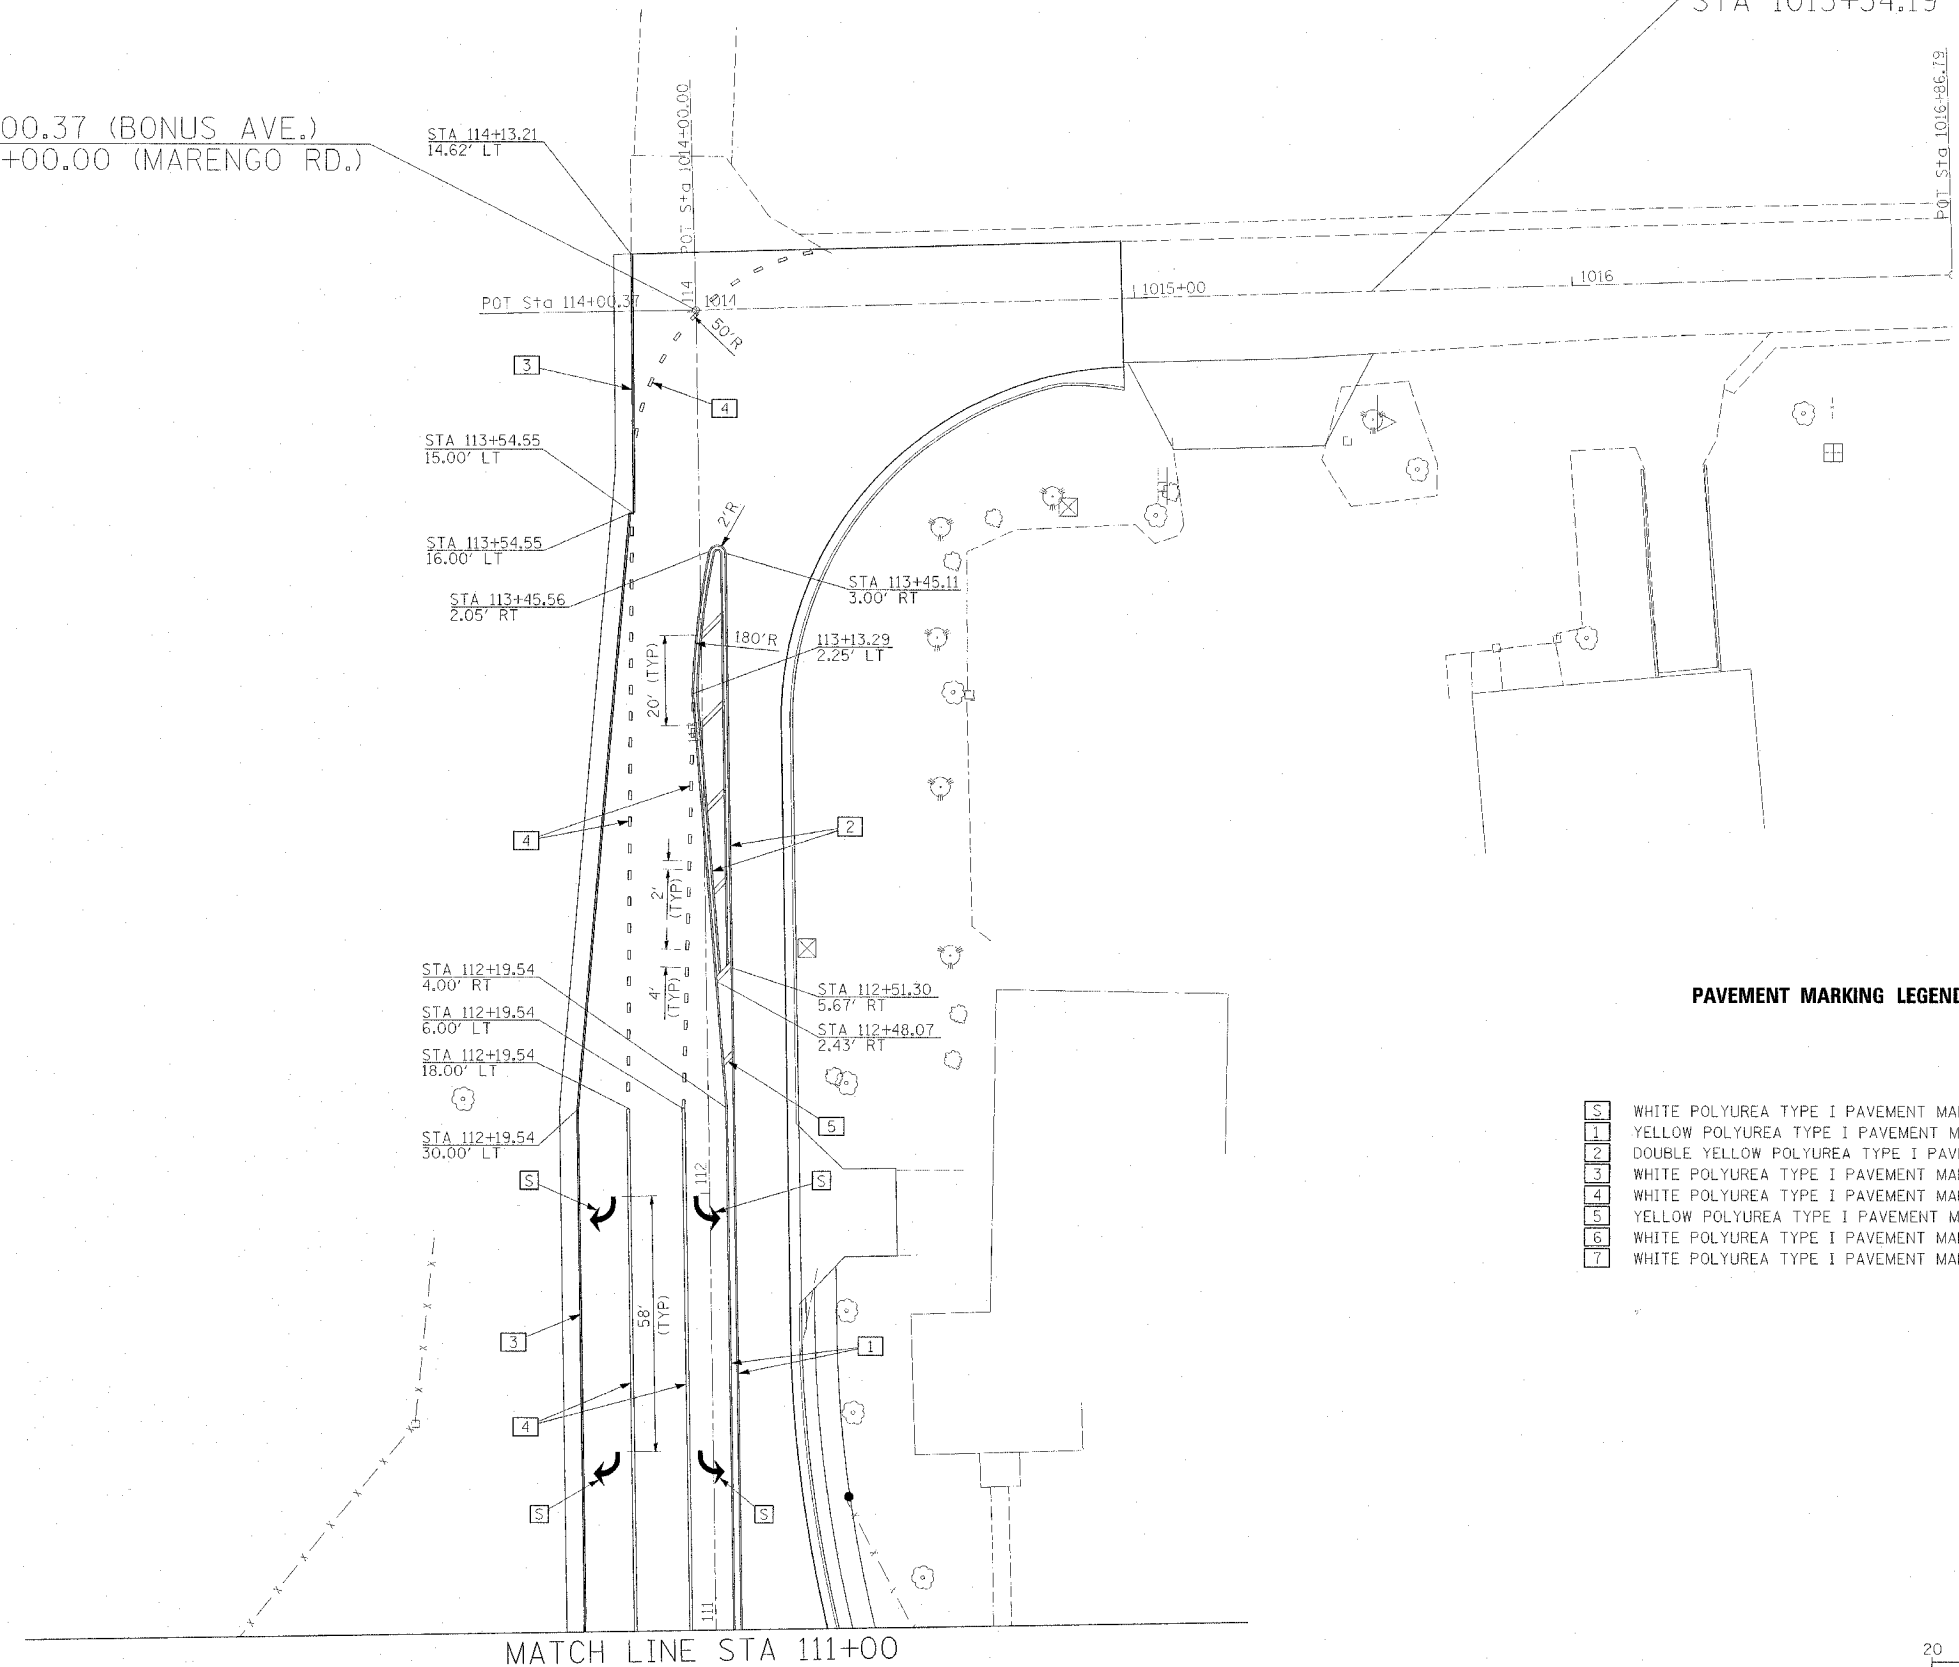 STA 1015+54.19
POT Sta 1016+86.79
00.37 (BONUS AVE.)
+00.00 (MARENGO RD.)
STA 114+13.21
14.62' LT
POT Sta 1014+00.00
POT Sta 114+00.37
114
1014
1015+00
1016
50'R
3
4
STA 113+54.55
15.00' LT
STA 113+54.55
16.00' LT
2'R
STA 113+45.56
2.05' RT
STA 113+45.11
3.00' RT
180'R
113+13.29
2.25' LT
20' (TYP)
113
4
2
2'
(TYP)
4'
(TYP)
STA 112+19.54
4.00' RT
STA 112+19.54
6.00' LT
STA 112+19.54
18.00' LT
STA 112+19.54
30.00' LT
STA 112+51.30
5.67' RT
STA 112+48.07
2.43' RT
5
112
S
S
58'
(TYP)
3
1
4
S
S
111
MATCH LINE STA 111+00
PAVEMENT MARKING LEGEND
S WHITE POLYUREA TYPE I PAVEMENT MA
1 YELLOW POLYUREA TYPE I PAVEMENT M
2 DOUBLE YELLOW POLYUREA TYPE I PAV
3 WHITE POLYUREA TYPE I PAVEMENT MA
4 WHITE POLYUREA TYPE I PAVEMENT MA
5 YELLOW POLYUREA TYPE I PAVEMENT M
6 WHITE POLYUREA TYPE I PAVEMENT MA
7 WHITE POLYUREA TYPE I PAVEMENT MA
20